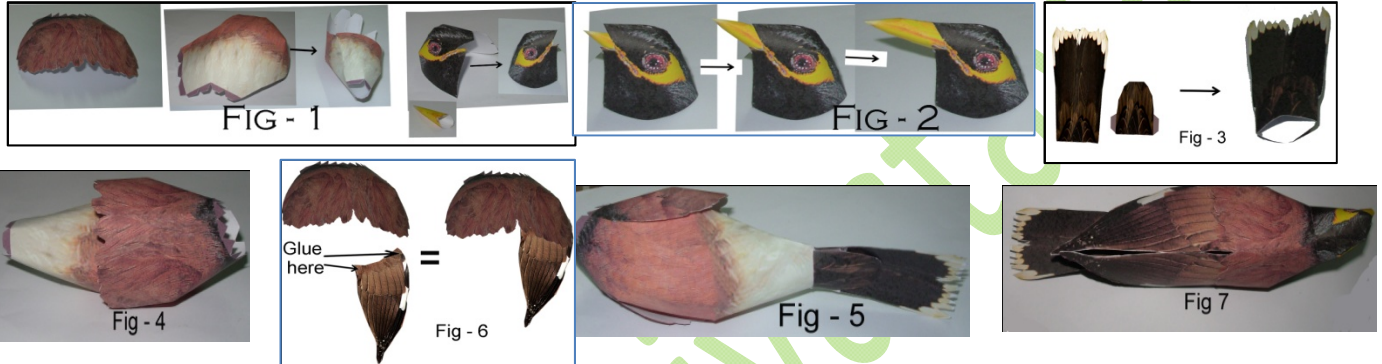 Fig - 1
Fig - 2
Fig - 3
Fig - 4
Glue
here
=
Fig - 6
Fig - 5
Fig 7